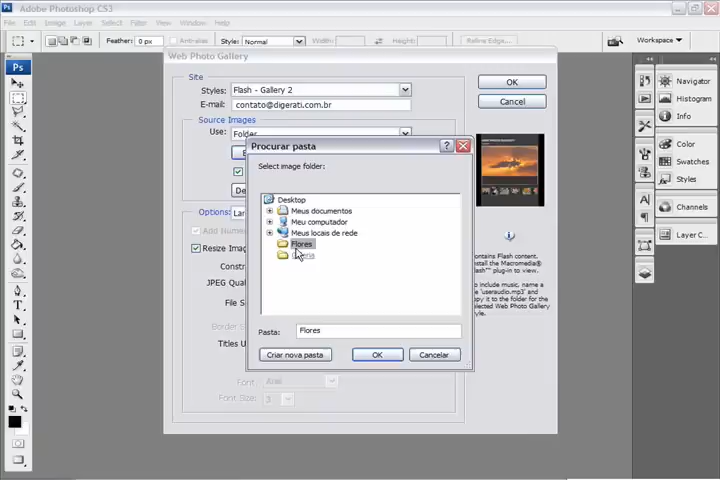 Adobe Photoshop CS3
File Edit Image Layer Select Filter View Window Help
Feather: 0 px Anti-alias Style: Normal Width: Height: Refine Edge... Workspace
Web Photo Gallery
Site
Styles: Flash - Gallery 2
E-mail: contato@digerati.com.br
Source Images
Use: Folder
Options:
Resize Imag
JPEG Qual
Titles U
Font: Arial
Font Size: 3
OK
Cancel
Procurar pasta
Select image folder:
Desktop
Meus documentos
Meu computador
Meus locais de rede
Flores
Pasta: Flores
Criar nova pasta OK Cancelar
Ps
Navigator
Histogram
Info
Color
Swatches
Styles
Channels
Layer C...